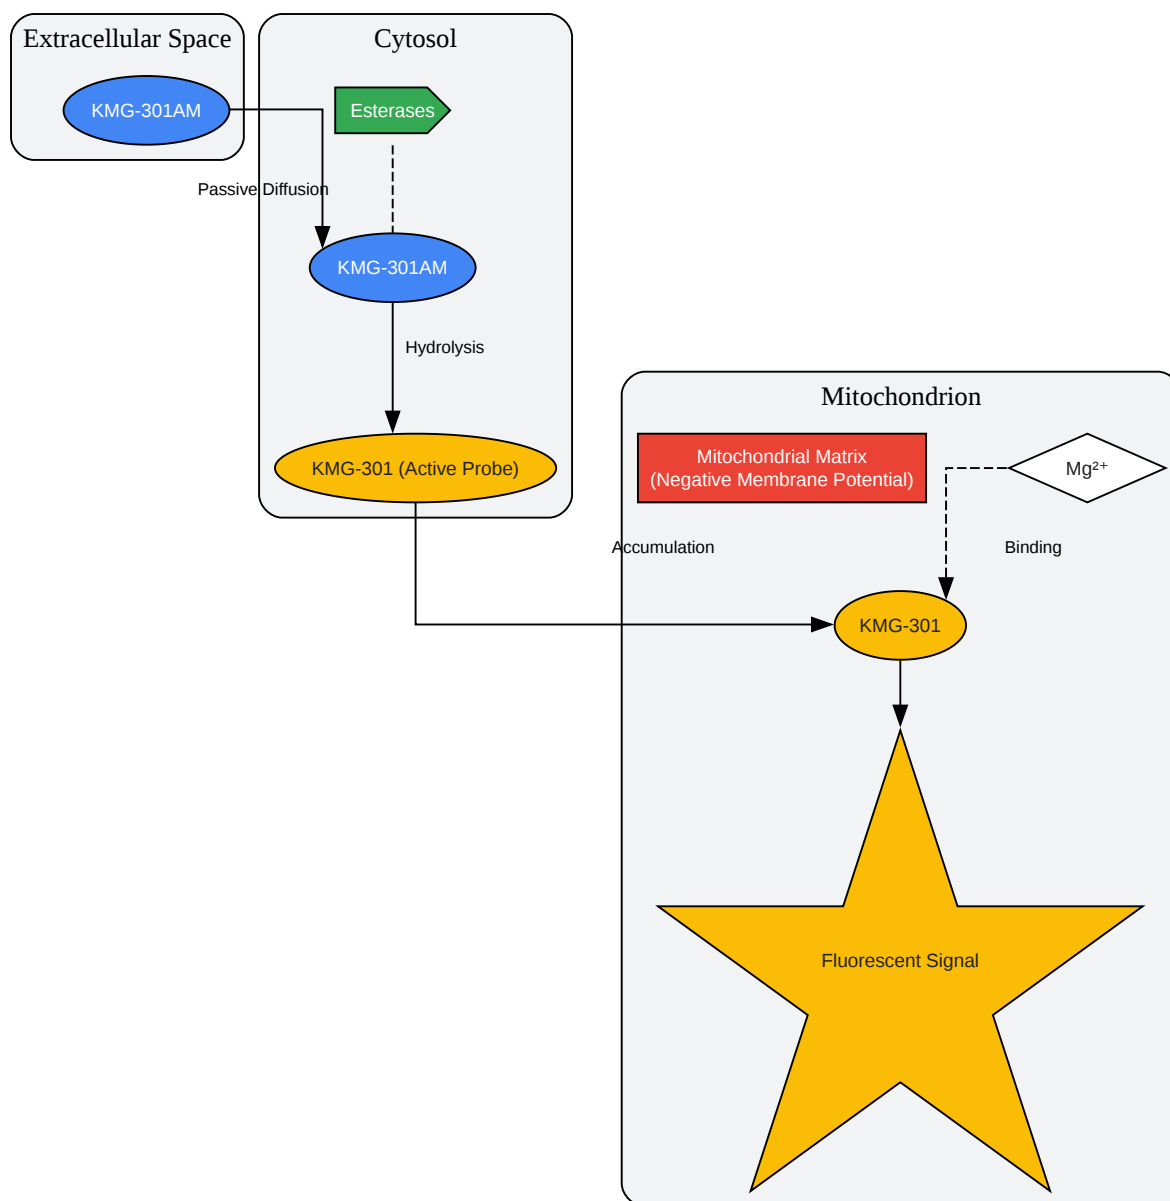 Extracellular Space
KMG-301AM
Cytosol
Esterases
Passive Diffusion
KMG-301AM
Hydrolysis
KMG-301 (Active Probe)
Mitochondrion
Mitochondrial Matrix
(Negative Membrane Potential)
Mg²⁺
Accumulation
Binding
KMG-301
Fluorescent Signal